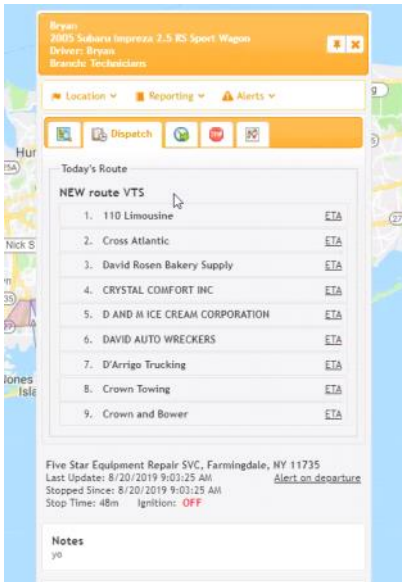 Bryan
2005 Subaru Impreza 2.5 RS Sport Wagon
Driver: Bryan
Branche Technicians
Location
Reporting
Alerts
Dispatch
Today's Route
NEW route VTS
1. 110 Limousine ETA
2. Cross Atlantic ETA
3. David Rosen Bakery Supply ETA
4. CRYSTAL COMFORT INC ETA
5. D AND M ICE CREAM CORPORATION ETA
6. DAVID AUTO WRECKERS ETA
7. D'Arrigo Trucking ETA
8. Crown Towing ETA
9. Crown and Bower ETA
Five Star Equipment Repair SVC, Farmingdale, NY 11735
Last Update: 8/20/2019 9:03:25 AM Alert on departure
Stopped Since: 8/20/2019 9:03:25 AM
Stop Time: 48m Ignition: OFF
Notes
yo
Hun
Nick S
Jones
Isla